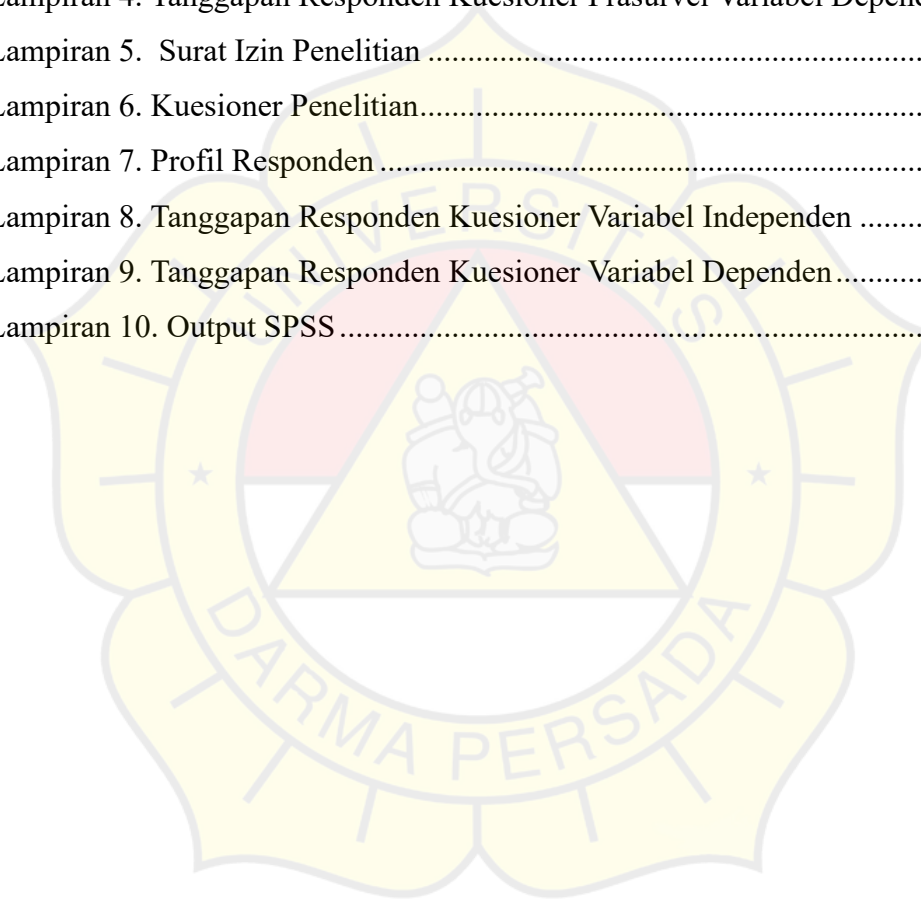 Lampiran 4. Tanggapan Responden Kuesioner Prasurvei Variabel
Lampiran 5.  Surat Izin Penelitian ..........................................................
Lampiran 6. Kuesioner Penelitian...........................................................
Lampiran 7. Profil Responden ................................................................
Lampiran 8. Tanggapan Responden Kuesioner Variabel Independen ........
Lampiran 9. Tanggapan Responden Kuesioner Variabel Dependen...........
Lampiran 10. Output SPSS.....................................................................
UNIVERSITAS
DARMA PERSADA